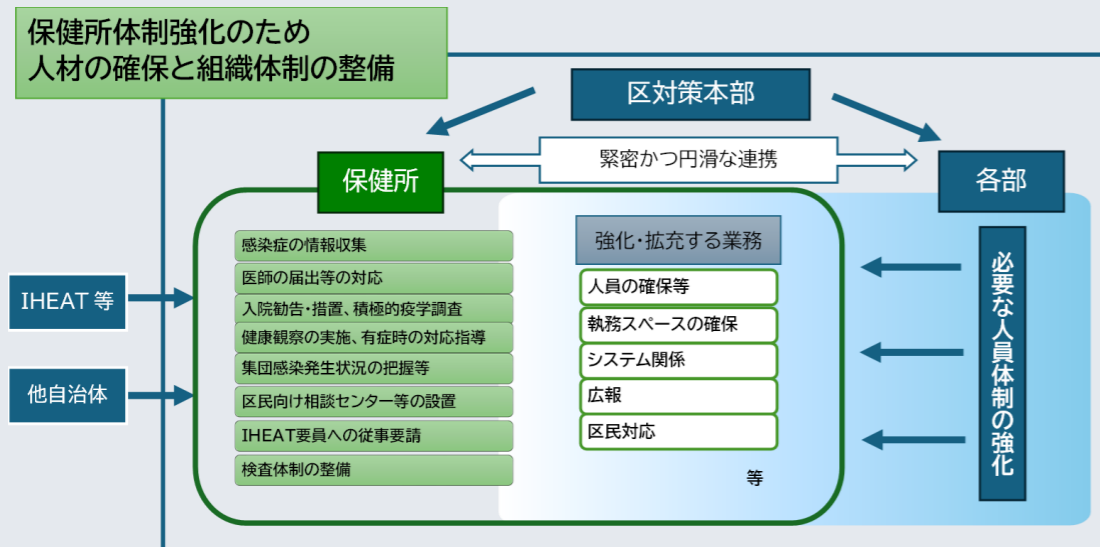 保健所体制強化のため
人材の確保と組織体制の整備
区対策本部
緊密かつ円滑な連携
保健所
各部
感染症の情報収集
医師の届出等の対応
入院勧告・措置、積極的疫学調査
健康観察の実施、有症時の対応指導
集団感染発生状況の把握等
区民向け相談センター等の設置
IHEAT要員への従事要請
検査体制の整備
強化・拡充する業務
人員の確保等
執務スペースの確保
システム関係
広報
区民対応
等
IHEAT 等
他自治体
必要な人員体制の強化